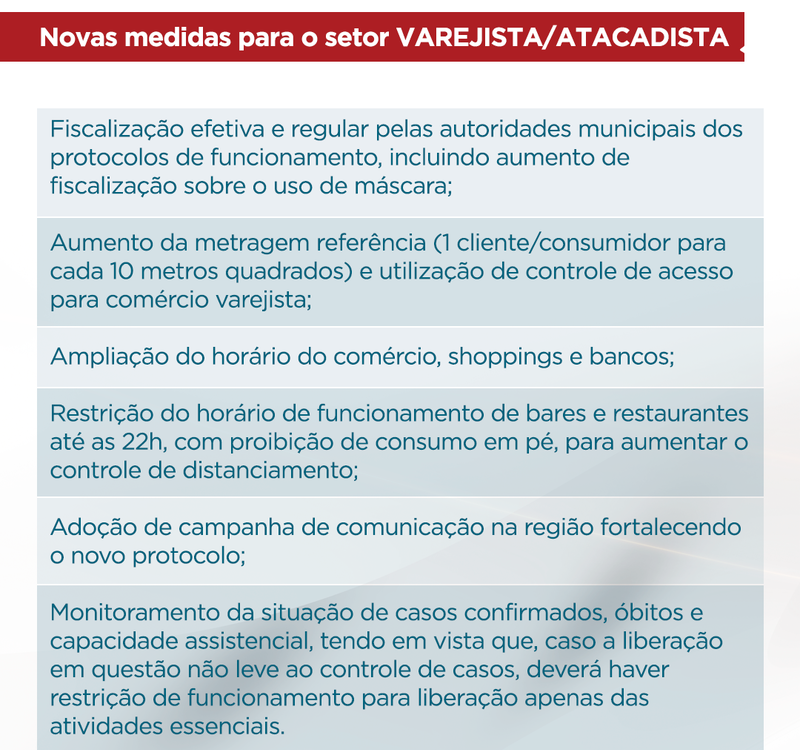 Novas medidas para o setor VAREJISTA/ATACADISTA
Fiscalização efetiva e regular pelas autoridades municipais dos
protocolos de funcionamento, incluindo aumento de
fiscalização sobre o uso de máscara;
Aumento da metragem referência (1 cliente/consumidor para
cada 10 metros quadrados) e utilização de controle de acesso
para comércio varejista;
Ampliação do horário do comércio, shoppings e bancos;
Restrição do horário de funcionamento de bares e restaurantes
até as 22h, com proibição de consumo em pé, para aumentar o
controle de distanciamento;
Adoção de campanha de comunicação na região fortalecendo
o novo protocolo;
Monitoramento da situação de casos confirmados, óbitos e
capacidade assistencial, tendo em vista que, caso a liberação
em questão não leve ao controle de casos, deverá haver
restrição de funcionamento para liberação apenas das
atividades essenciais.